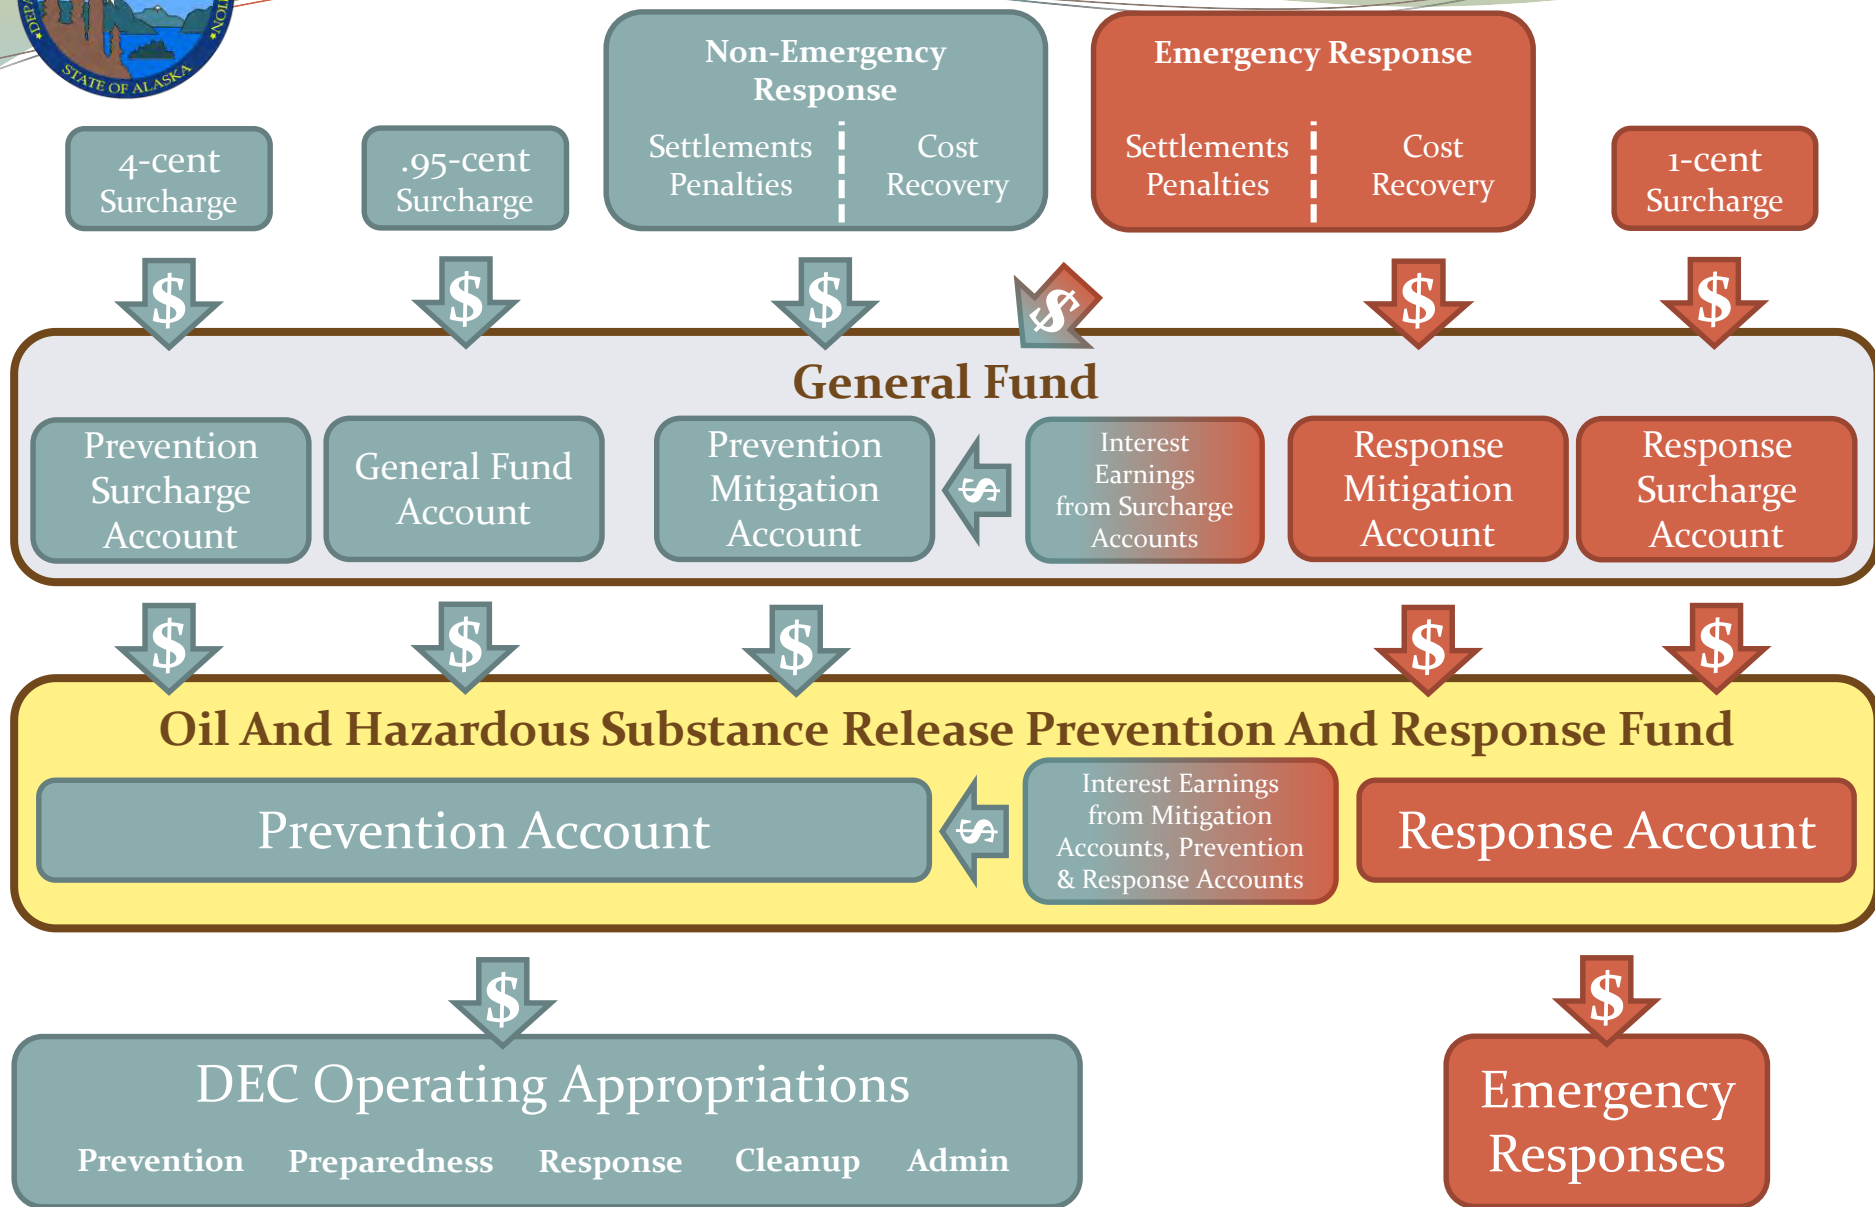 STATE OF ALASKA
Non-Emergency
Response
Settlements
Penalties
Cost
Recovery
Emergency Response
Settlements
Penalties
Cost
Recovery
4-cent
Surcharge
.95-cent
Surcharge
1-cent
Surcharge
$
$
$
$
$
$
General Fund
Prevention
Surcharge
Account
General Fund
Account
Prevention
Mitigation
Account
$
Interest
Earnings
from Surcharge
Accounts
Response
Mitigation
Account
Response
Surcharge
Account
$
$
$
$
$
Oil And Hazardous Substance Release Prevention And Response Fund
Prevention Account
$
Interest Earnings
from Mitigation
Accounts, Prevention
& Response Accounts
Response Account
$
$
DEC Operating Appropriations
Prevention Preparedness Response Cleanup Admin
Emergency
Responses